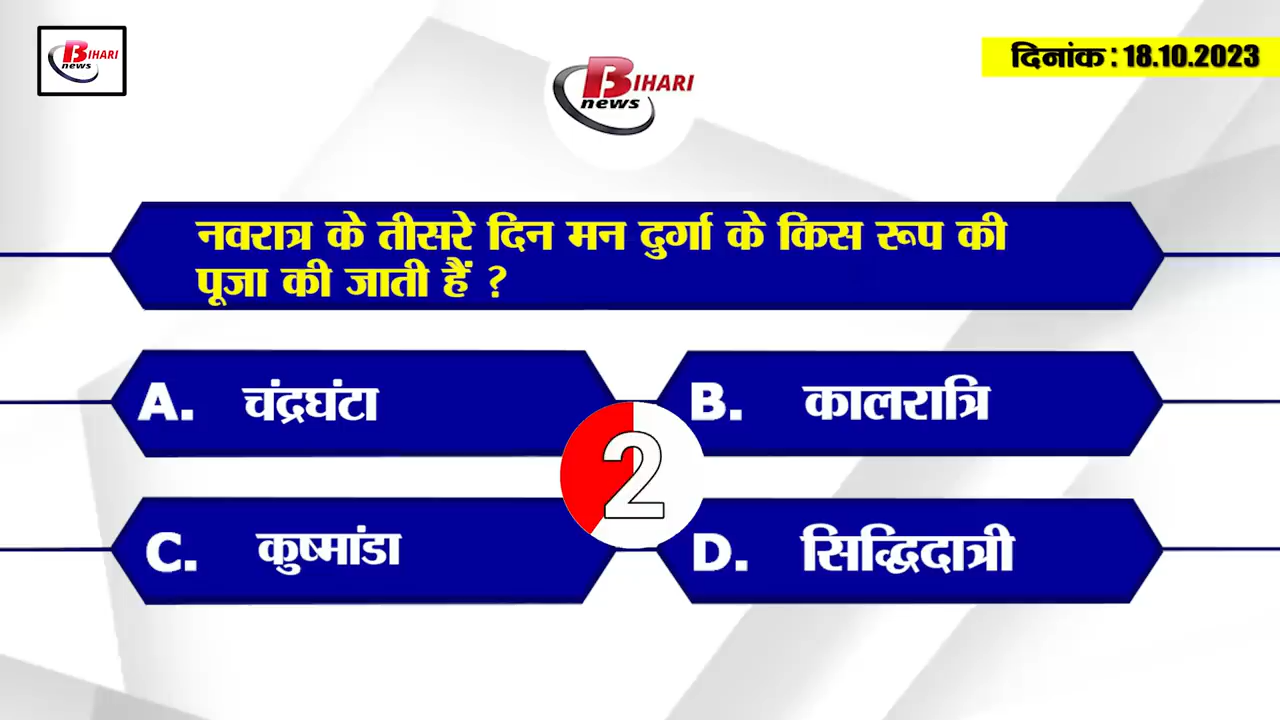 BIHARI
news
दिनांक : 18.10.2023
BIHARI
news
नवरात्र के तीसरे दिन मन दुर्गा के किस रूप की
पूजा की जाती हैं ?
A. चंद्रघंटा
B. कालरात्रि
2
C. कुष्मांडा
D. सिद्धिदात्री